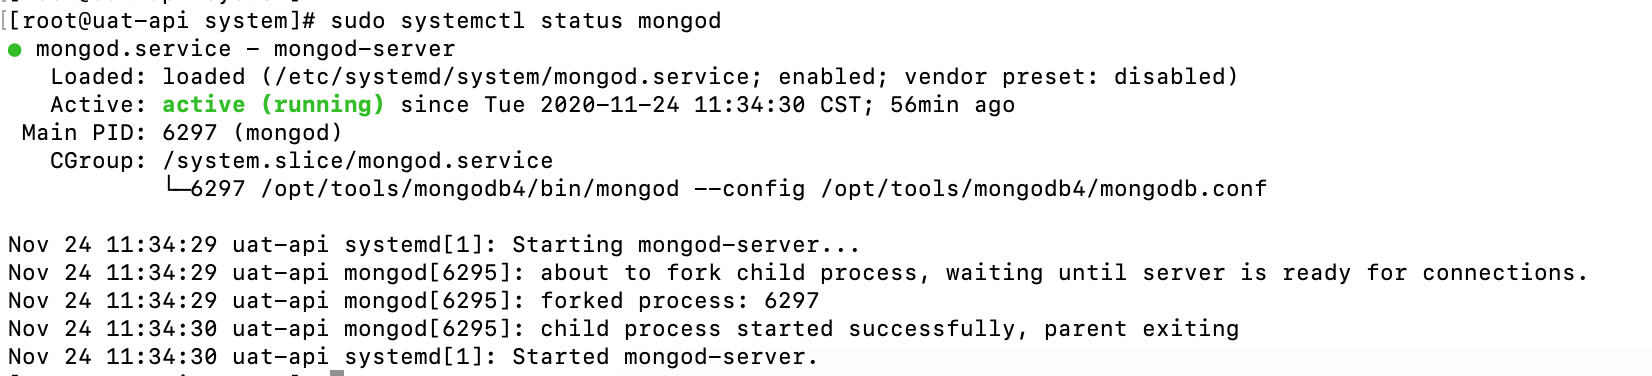 [[root@uat-api system]# sudo systemctl status mongod
● mongod.service - mongod-server
   Loaded: loaded (/etc/systemd/system/mongod.service; enabled; vendor preset: disabled)
   Active: active (running) since Tue 2020-11-24 11:34:30 CST; 56min ago
 Main PID: 6297 (mongod)
   CGroup: /system.slice/mongod.service
           └─6297 /opt/tools/mongodb4/bin/mongod --config /opt/tools/mongodb4/mongodb.conf
Nov 24 11:34:29 uat-api systemd[1]: Starting mongod-server...
Nov 24 11:34:29 uat-api mongod[6295]: about to fork child process, waiting until server is ready for connections.
Nov 24 11:34:29 uat-api mongod[6295]: forked process: 6297
Nov 24 11:34:30 uat-api mongod[6295]: child process started successfully, parent exiting
Nov 24 11:34:30 uat-api systemd[1]: Started mongod-server.